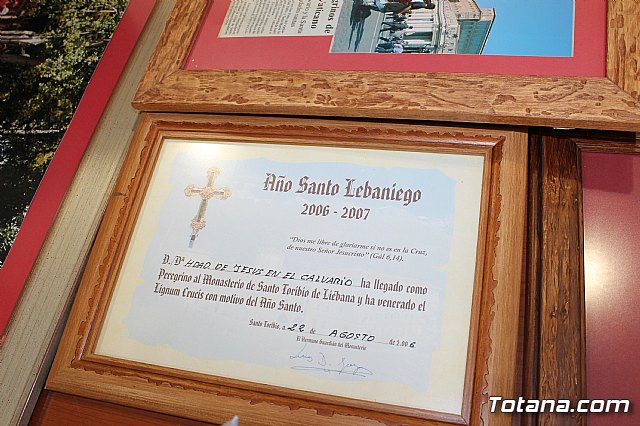 Año Santo Lebaniego
2006 - 2007
"Dios me libre de gloriarme si no es en la Cruz,
de nuestro Señor Jesucristo" (Gál 6,14).
D., Dª HDAD. DE JESUS EN EL CALVARIO ha llegado como
Peregrino al Monasterio de Santo Toribio de Liébana y ha venerado el
Lignum Crucis con motivo del Año Santo.
Santo Toribio, a 22 de AGOSTO de 2.006
El Hermano Guardián del Monasterio
www.Totana.com